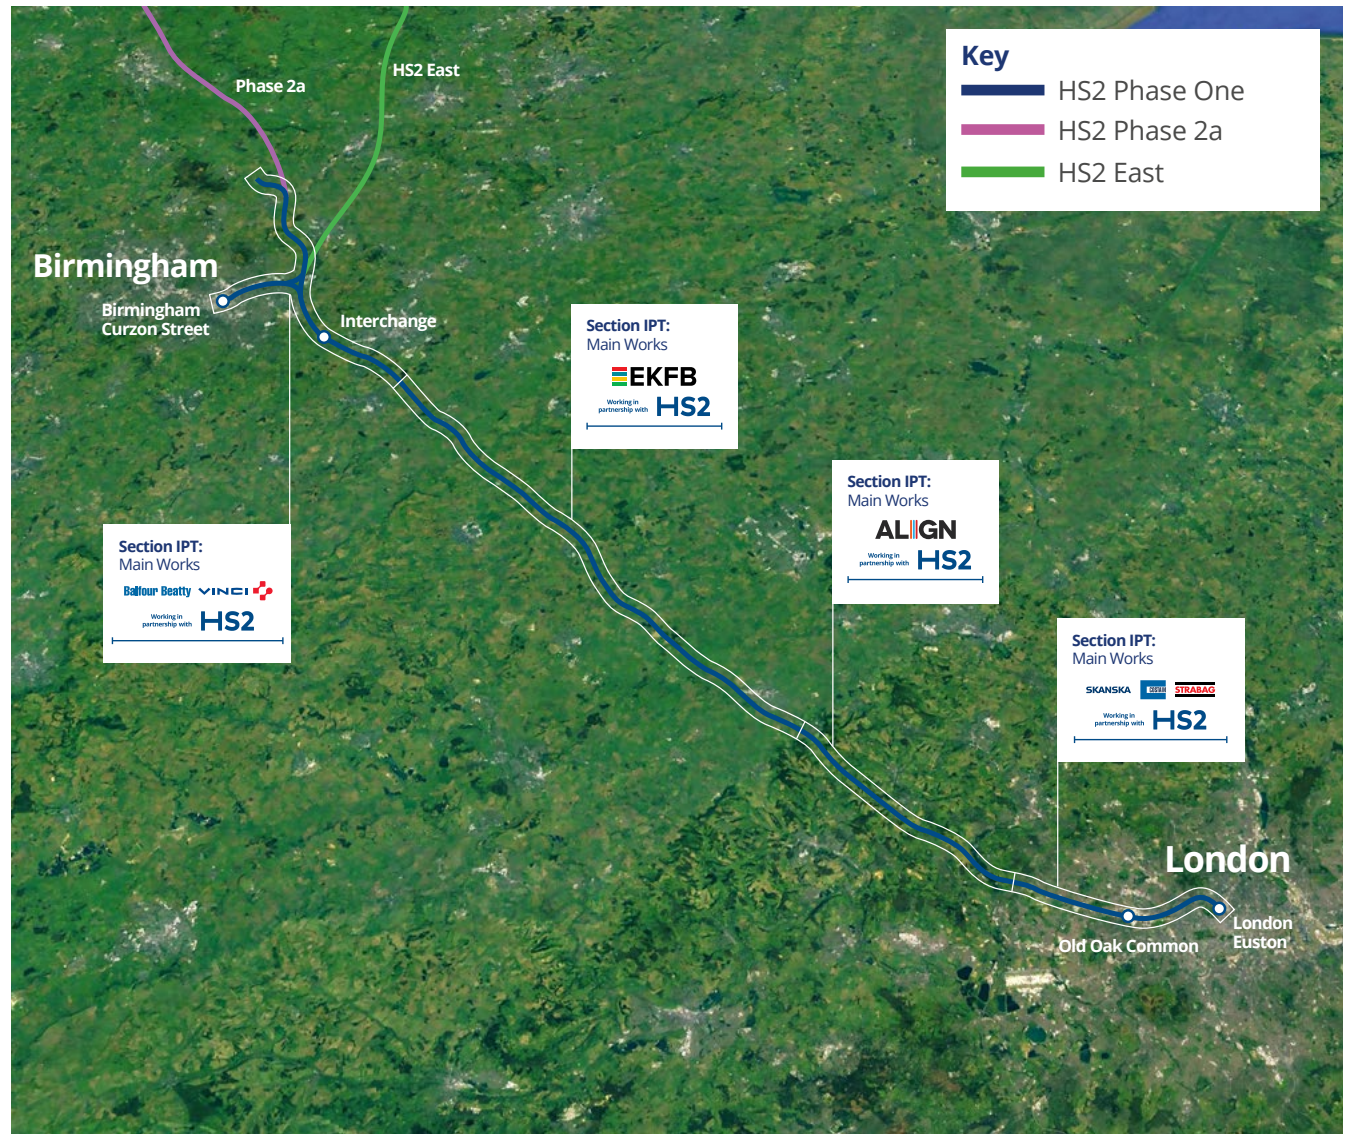 Key
HS2 Phase One
HS2 Phase 2a
HS2 East
Phase 2a
HS2 East
Birmingham
Birmingham
Curzon Street
Interchange
Section IPT:
Main Works
EKFB
Working in
partnership with HS2
Section IPT:
Main Works
ALIGN
Working in
partnership with HS2
Section IPT:
Main Works
Balfour Beatty VINCI
Working in
partnership with HS2
Section IPT:
Main Works
SKANSKA COSTAIN STRABAG
Working in
partnership with HS2
London
London
Euston
Old Oak Common